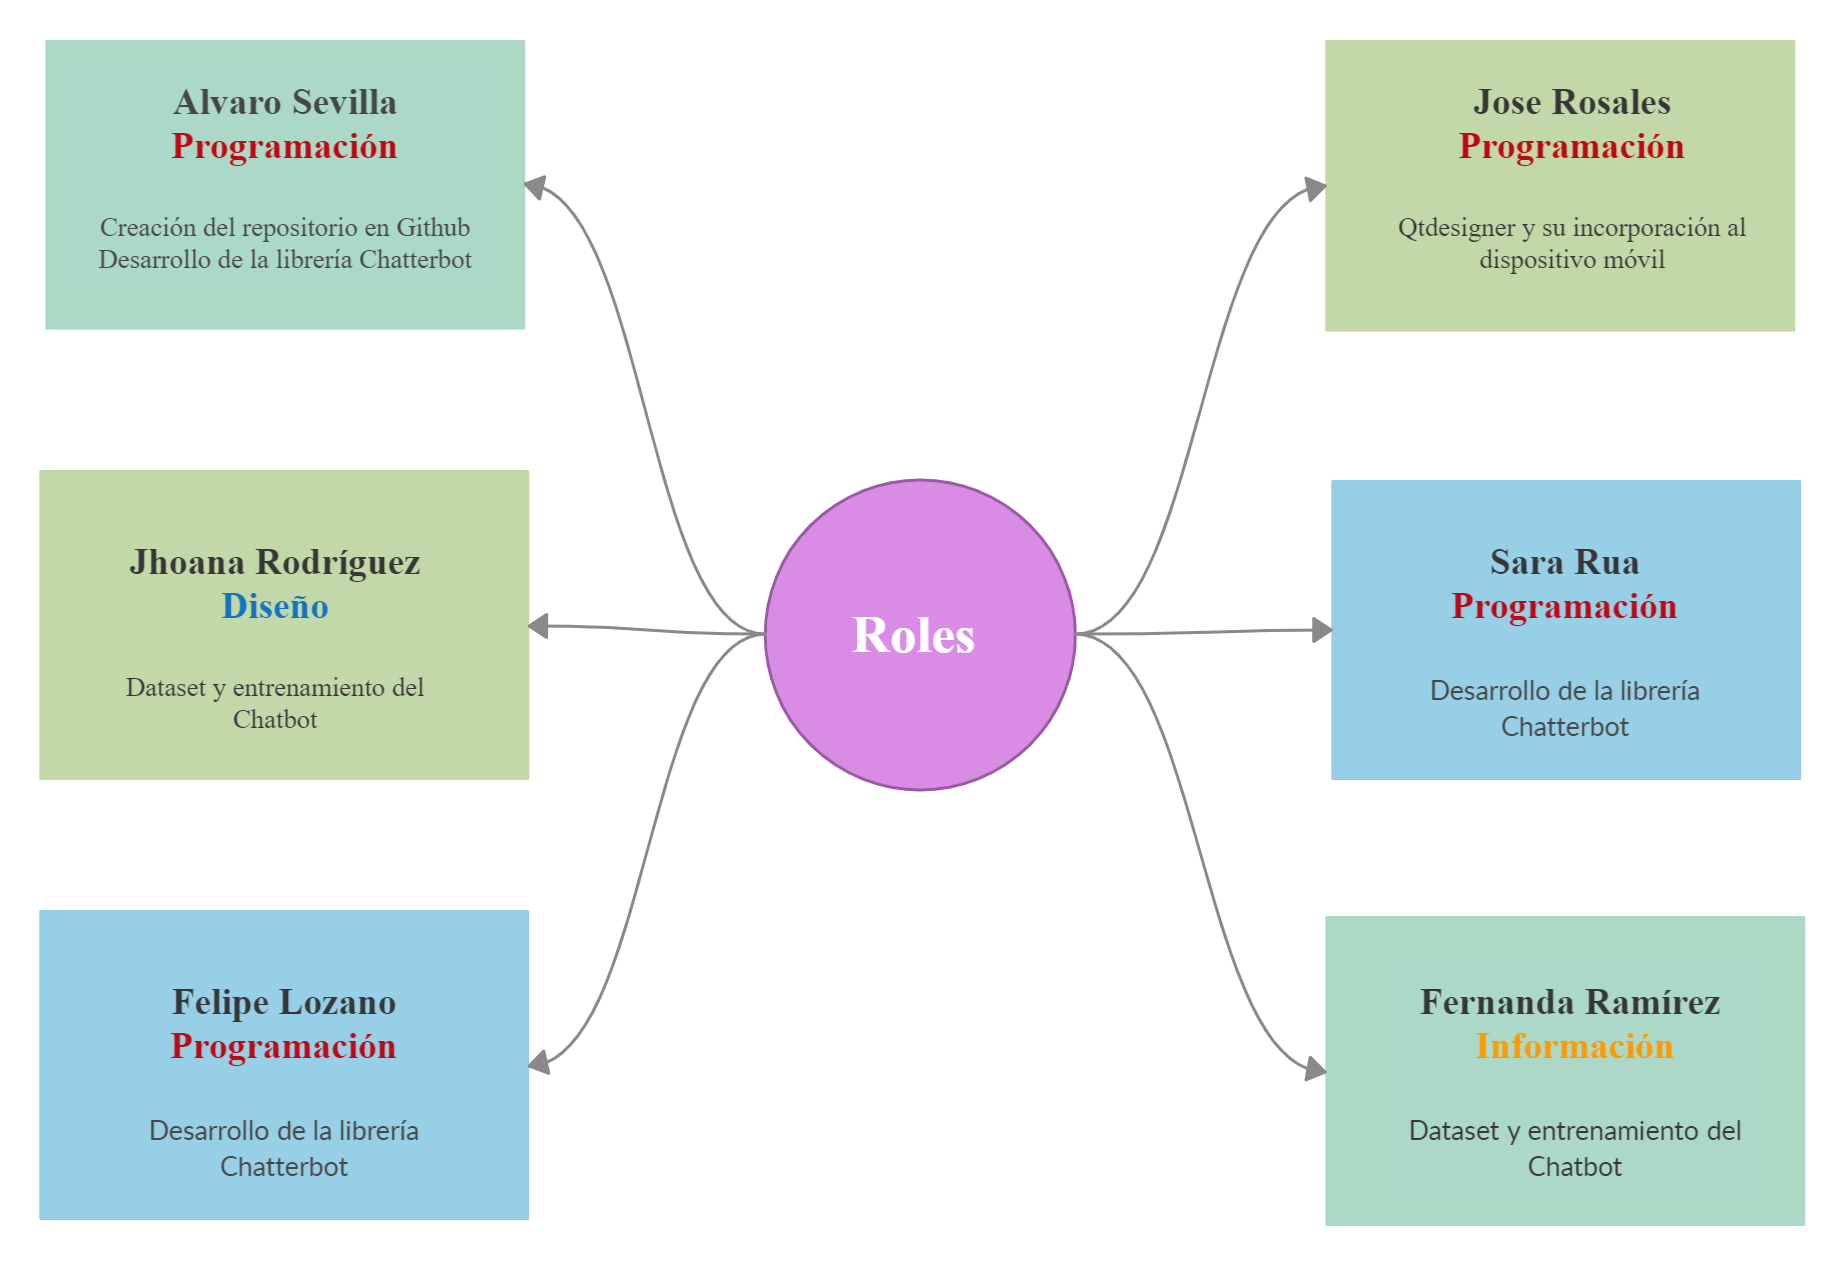 Alvaro Sevilla
Programación
Creación del repositorio en Github
Desarrollo de la librería Chatterbot
Jhoana Rodríguez
Diseño
Dataset y entrenamiento del
Chatbot
Felipe Lozano
Programación
Desarrollo de la librería
Chatterbot
Roles
Jose Rosales
Programación
Qtdesigner y su incorporación al
dispositivo móvil
Sara Rua
Programación
Desarrollo de la librería
Chatterbot
Fernanda Ramírez
Información
Dataset y entrenamiento del
Chatbot